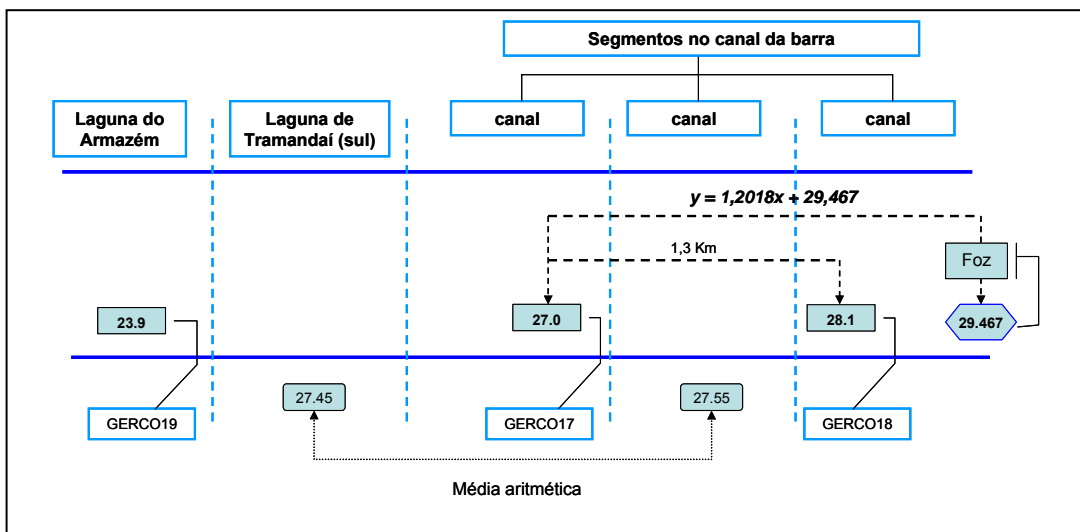 Segmentos no canal da barra
Laguna do
Armazém
Laguna de
Tramandaí (sul)
canal
canal
canal
y = 1,2018x + 29,467
1,3 Km
Foz
23.9
27.0
28.1
29.467
27.45
27.55
GERCO19
GERCO17
GERCO18
Média aritmética